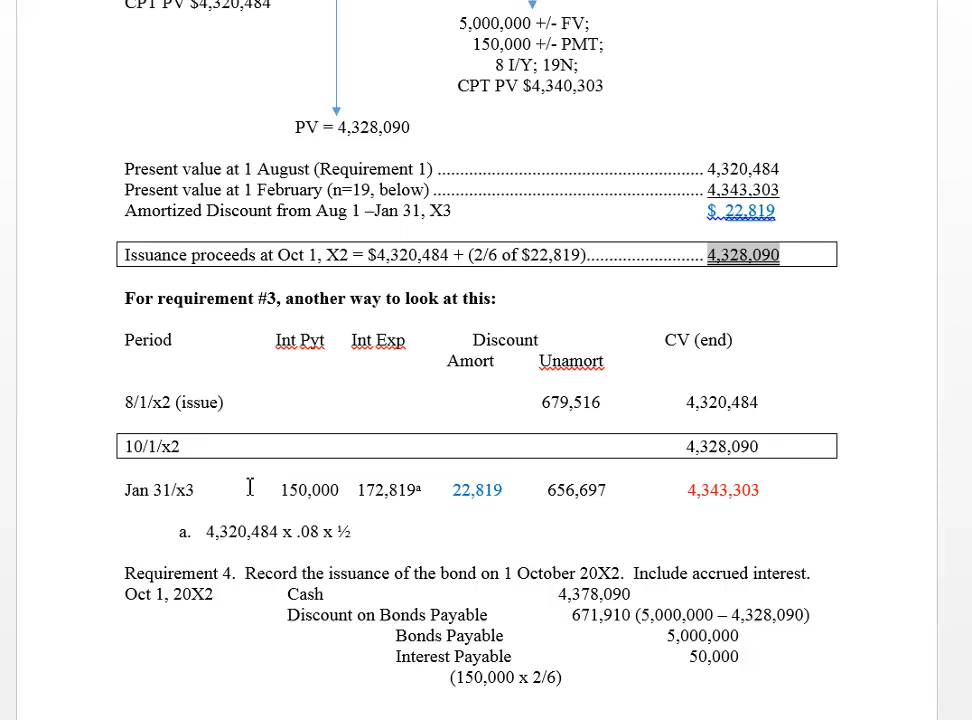 CPT PV $4,320,484
5,000,000 +/- FV;
150,000 +/- PMT;
8 I/Y; 19N;
CPT PV $4,340,303
PV = 4,328,090
Present value at 1 August (Requirement 1) ............................................................ 4,320,484
Present value at 1 February (n=19, below) ............................................................. 4,343,303
Amortized Discount from Aug 1 –Jan 31, X3 $ 22,819
Issuance proceeds at Oct 1, X2 = $4,320,484 + (2/6 of $22,819).......................... 4,328,090
For requirement #3, another way to look at this:
Period Int Pyt Int Exp Discount CV (end)
Amort Unamort
8/1/x2 (issue) 679,516 4,320,484
10/1/x2 4,328,090
Jan 31/x3 150,000 172,819ᵃ 22,819 656,697 4,343,303
a. 4,320,484 x .08 x ½
Requirement 4. Record the issuance of the bond on 1 October 20X2. Include accrued interest.
Oct 1, 20X2 Cash 4,378,090
Discount on Bonds Payable 671,910 (5,000,000 – 4,328,090)
Bonds Payable 5,000,000
Interest Payable 50,000
(150,000 x 2/6)